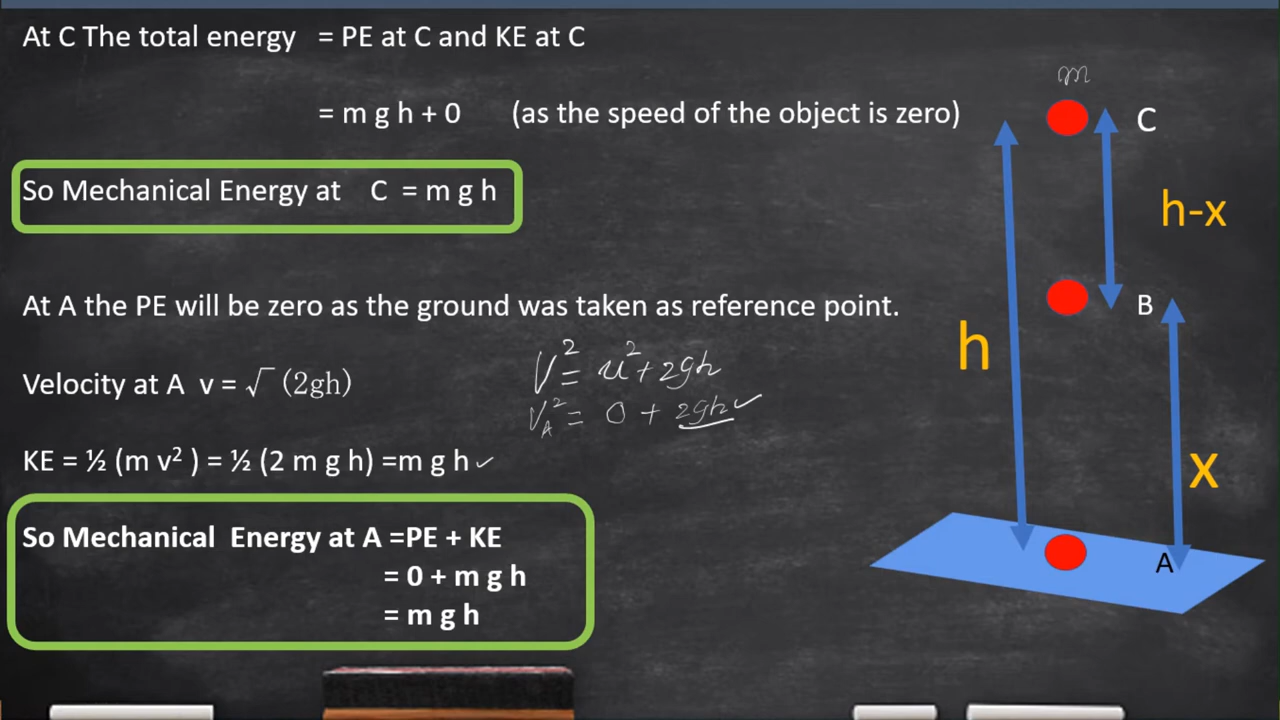 At C The total energy = PE at C and KE at C
= m g h + 0 (as the speed of the object is zero)
So Mechanical Energy at C = m g h
At A the PE will be zero as the ground was taken as reference point.
Velocity at A v = √ (2gh)
V² = u² + 2gh
V_A² = 0 + 2gh ✓
KE = ½ (m v² ) = ½ (2 m g h) =m g h ✓
So Mechanical Energy at A =PE + KE
= 0 + m g h
= m g h
m
C
h-x
B
h
X
A